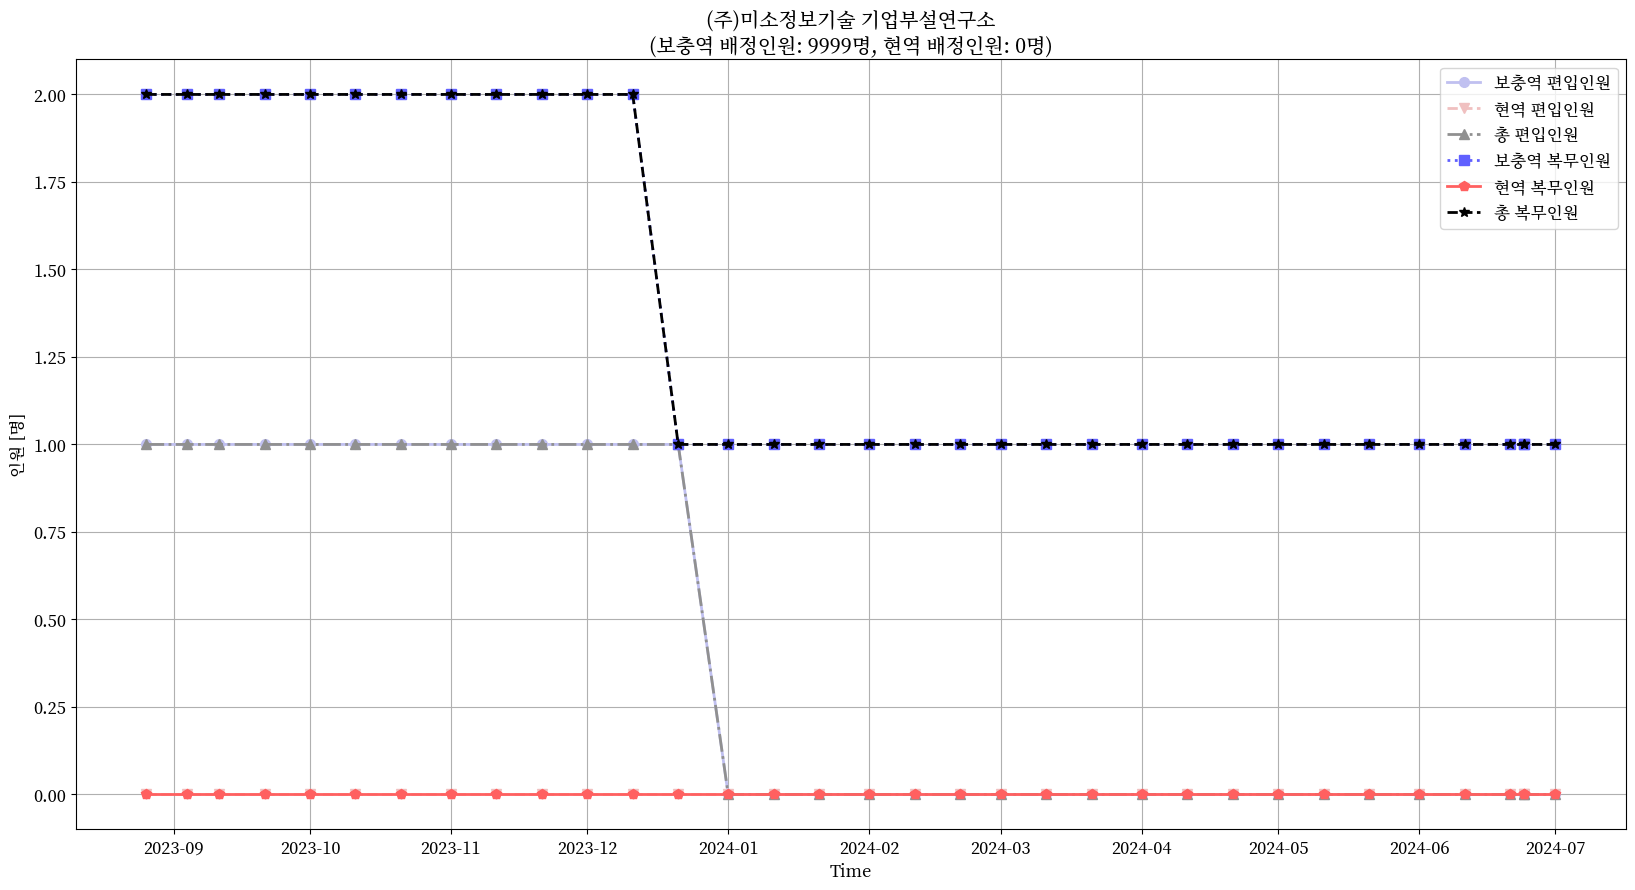 (주)미소정보기술 기업부설연구소
(보충역 배정인원: 9999명, 현역 배정인원: 0명)
보충역 편입인원
현역 편입인원
총 편입인원
보충역 복무인원
현역 복무인원
총 복무인원
2.00
1.75
1.50
1.25
1.00
0.75
0.50
0.25
0.00
인원 [명]
2023-09 2023-10 2023-11 2023-12 2024-01 2024-02 2024-03 2024-04 2024-05 2024-06 2024-07
Time